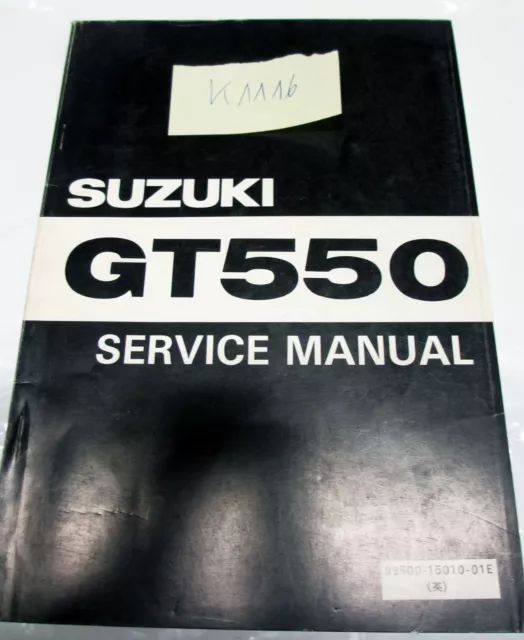 K1116
SUZUKI
GT550
SERVICE MANUAL
99500-15010-01E
(英)